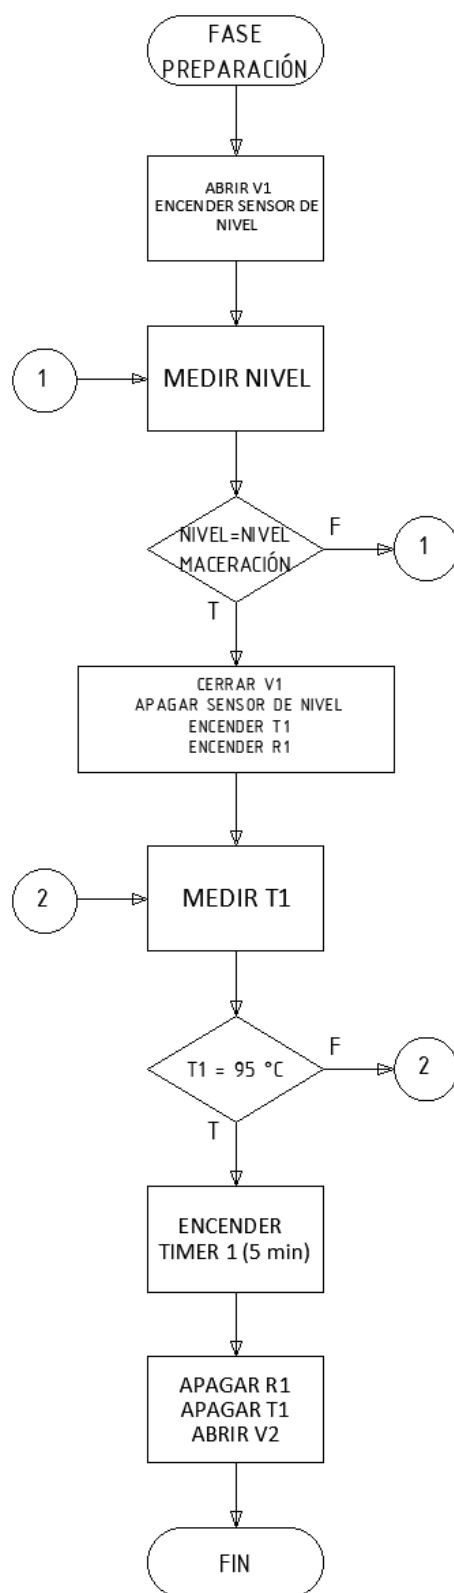 FASE
PREPARACIÓN
ABRIR V1
ENCENDER SENSOR DE
NIVEL
1
MEDIR NIVEL
NIVEL=NIVEL
MACERACIÓN
F
1
T
CERRAR V1
APAGAR SENSOR DE NIVEL
ENCENDER T1
ENCENDER R1
2
MEDIR T1
T1 = 95 °C
F
2
T
ENCENDER
TIMER 1 (5 min)
APAGAR R1
APAGAR T1
ABRIR V2
FIN